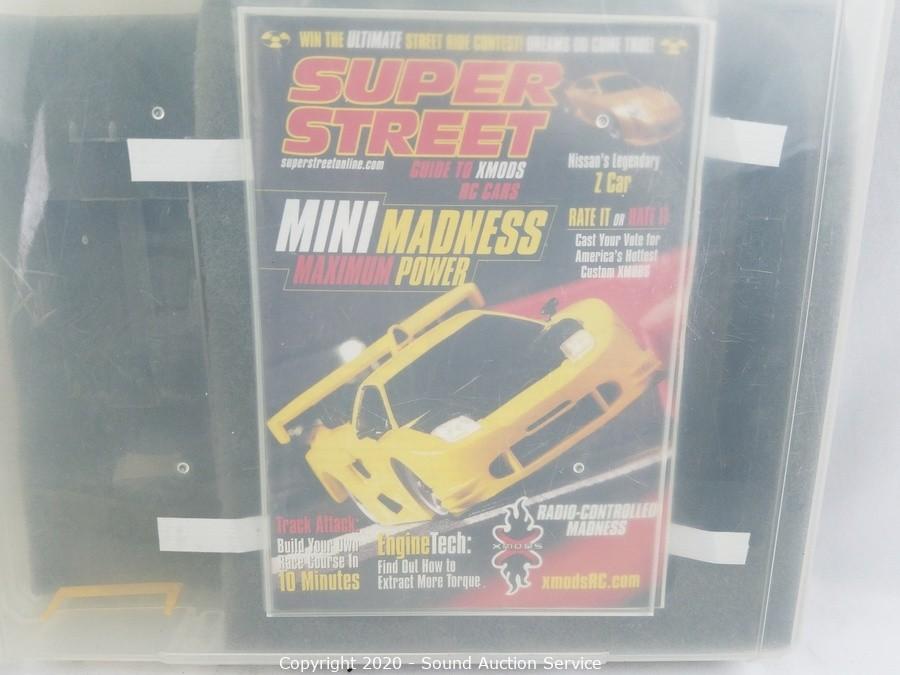 WIN THE ULTIMATE STREET RIDE CONTEST! DREAMS DO COME TRUE!
SUPER
STREET
superstreetonline.com
GUIDE TO XMODS
RC CARS
Nissan's Legendary
Z Car
MINI MADNESS
MAXIMUM POWER
RATE IT OR HATE IT
Cast Your Vote for
America's Hottest
Custom XMODS
Track Attack:
Build Your Own
Race Course In
10 Minutes
EngineTech:
Find Out How to
Extract More Torque
XMODS
RADIO-CONTROLLED
MADNESS
xmodsRC.com
Copyright 2020 - Sound Auction Service